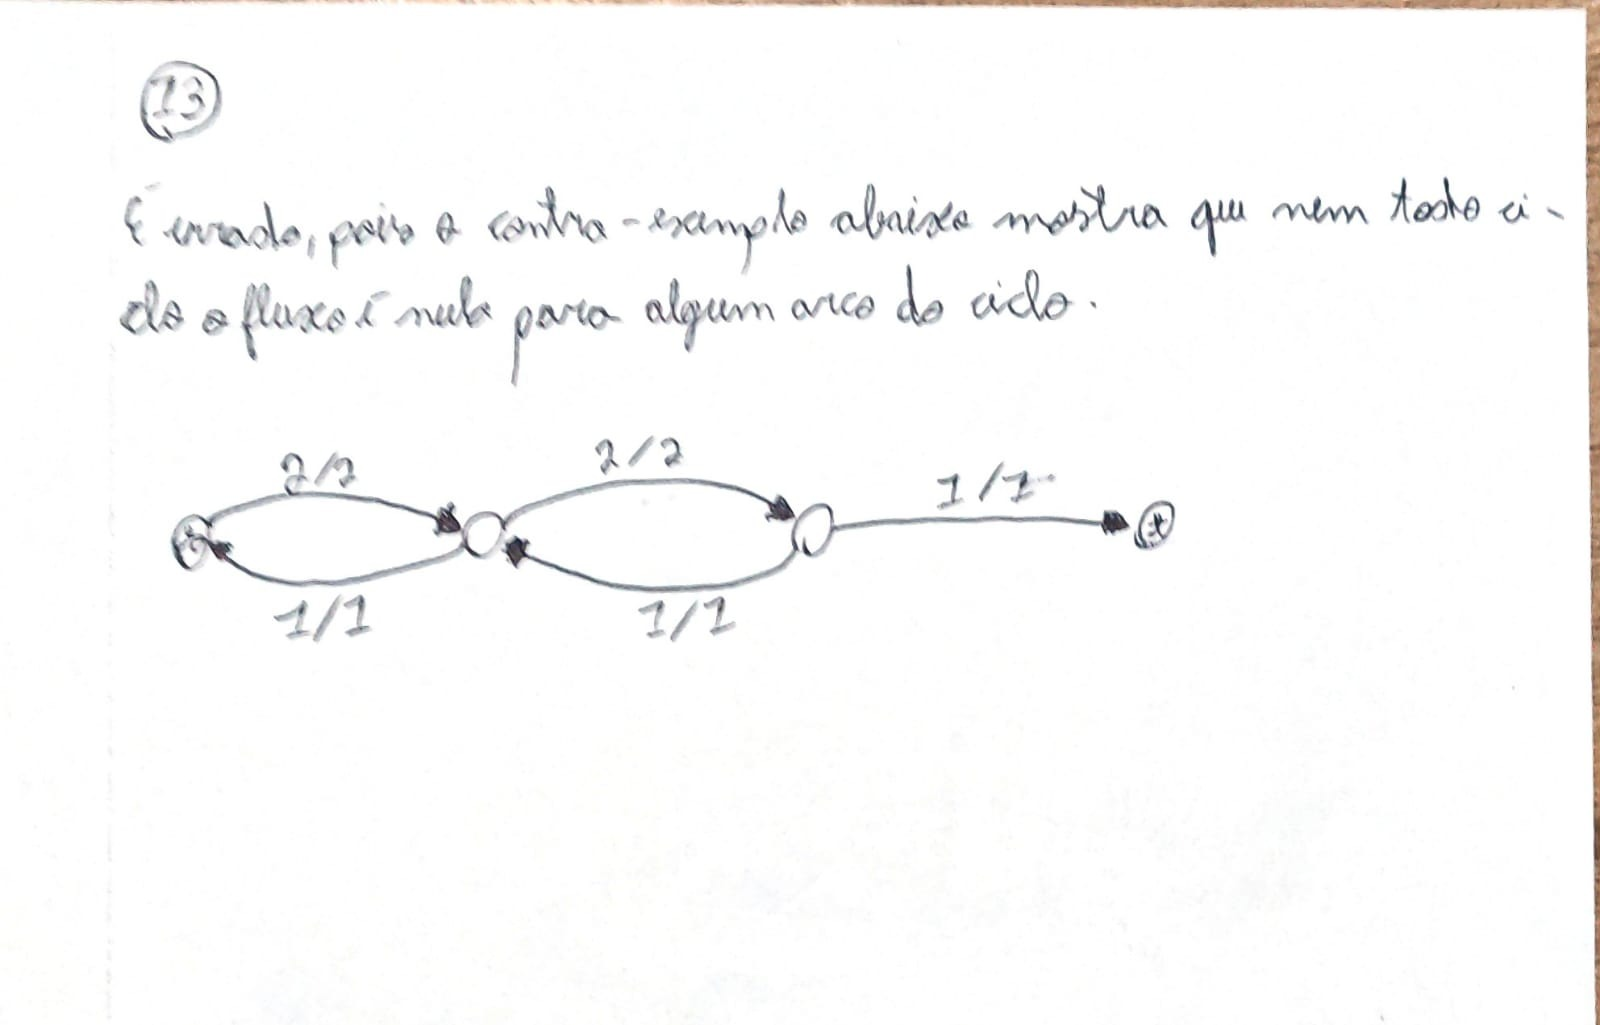 13
É errado, pois o contra-exemplo abaixo mostra que nem todo ci-
clo o fluxo é nulo para algum arco do ciclo.
2/2
2/2
1/1
s
t
1/1
1/1